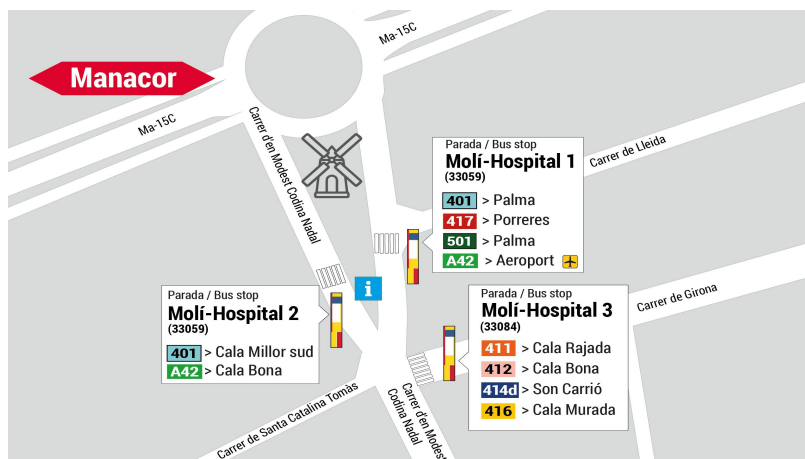 Ma-15C
Manacor
Ma-15C
Carrer d'en Modest Codina Nadal
Carrer de Lleida
Parada / Bus stop
Molí-Hospital 1
(33059)
401 > Palma
417 > Porreres
501 > Palma
A42 > Aeroport
i
Parada / Bus stop
Molí-Hospital 2
(33059)
401 > Cala Millor sud
A42 > Cala Bona
Carrer de Girona
Parada / Bus stop
Molí-Hospital 3
(33084)
411 > Cala Rajada
412 > Cala Bona
414d > Son Carrió
416 > Cala Murada
Carrer de Santa Catalina Tomàs
Carrer d'en Modest
Codina Nadal